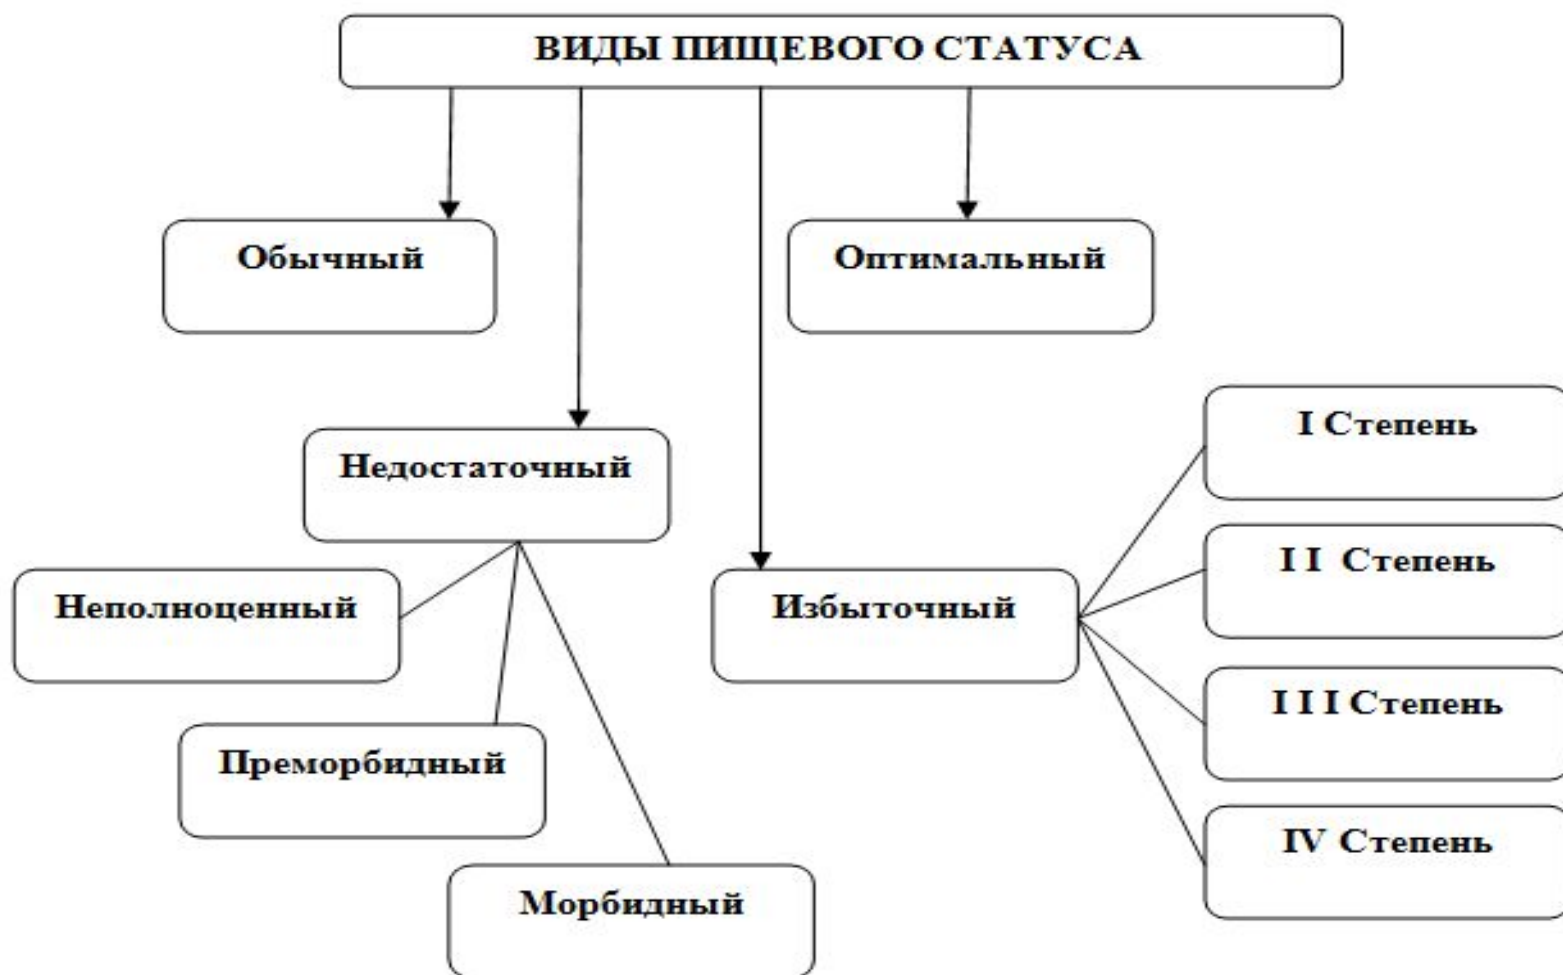 ВИДЫ ПИЩЕВОГО СТАТУСА
Обычный
Оптимальный
Недостаточный
Неполноценный
Преморбидный
Морбидный
Избыточный
I Степень
I I Степень
I I I Степень
IV Степень